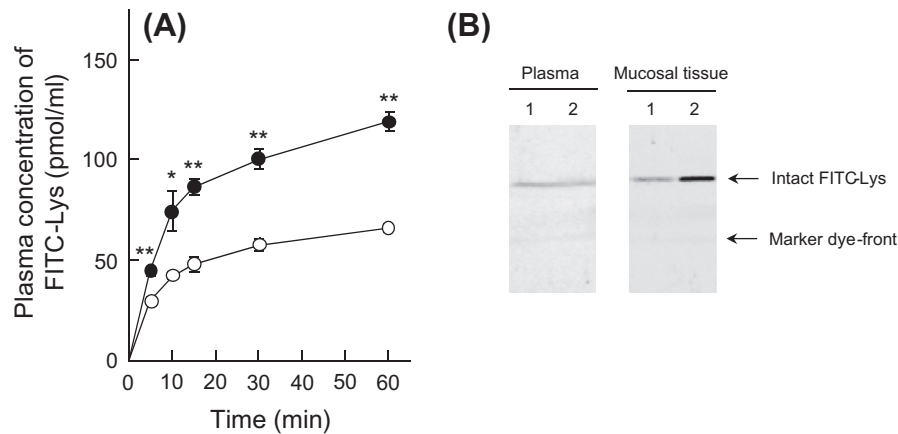 (A)
Plasma concentration of
FITC-Lys (pmol/ml)
150
100
50
0
**
*
**
**
**
0 10 20 30 40 50 60
Time (min)
(B)
Plasma Mucosal tissue
1 2 1 2
Intact FITC-Lys
Marker dye-front